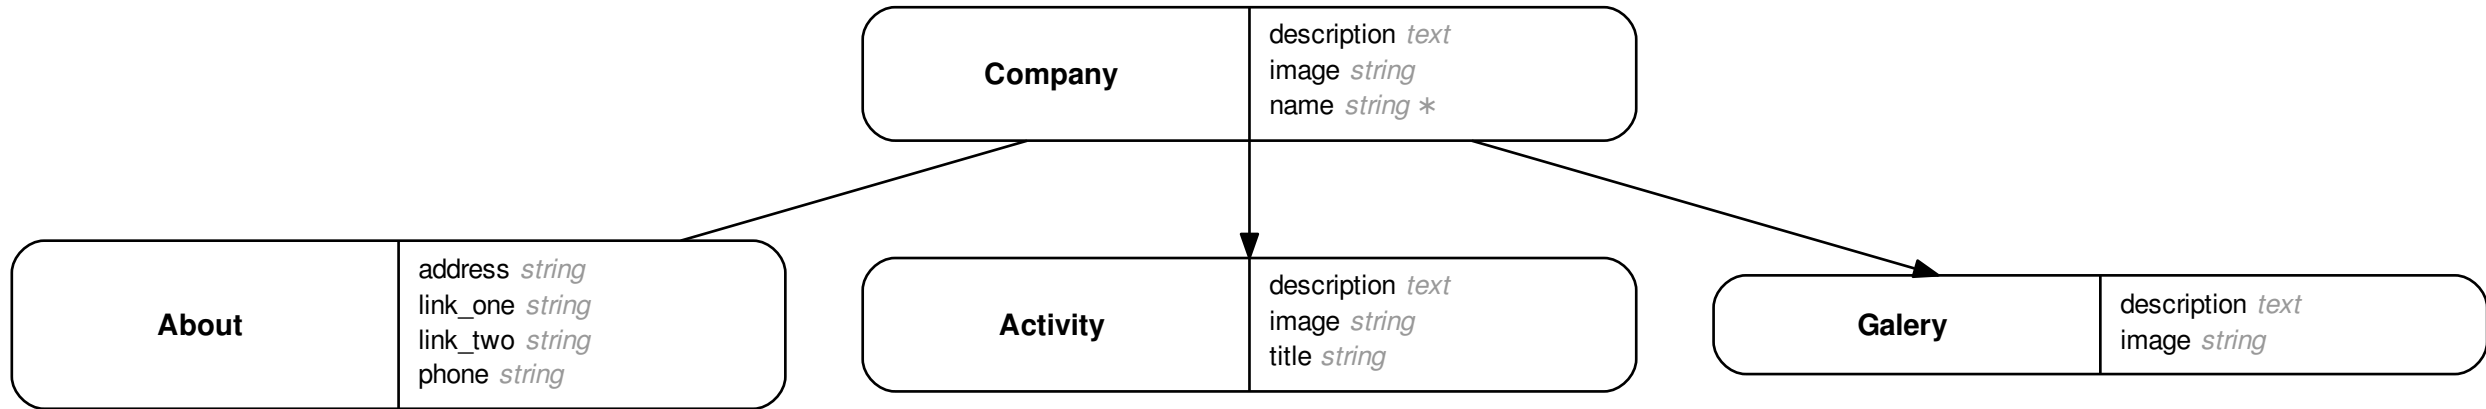 Company
description text
image string
name string ∗
About
address string
link_one string
link_two string
phone string
Activity
description text
image string
title string
Galery
description text
image string